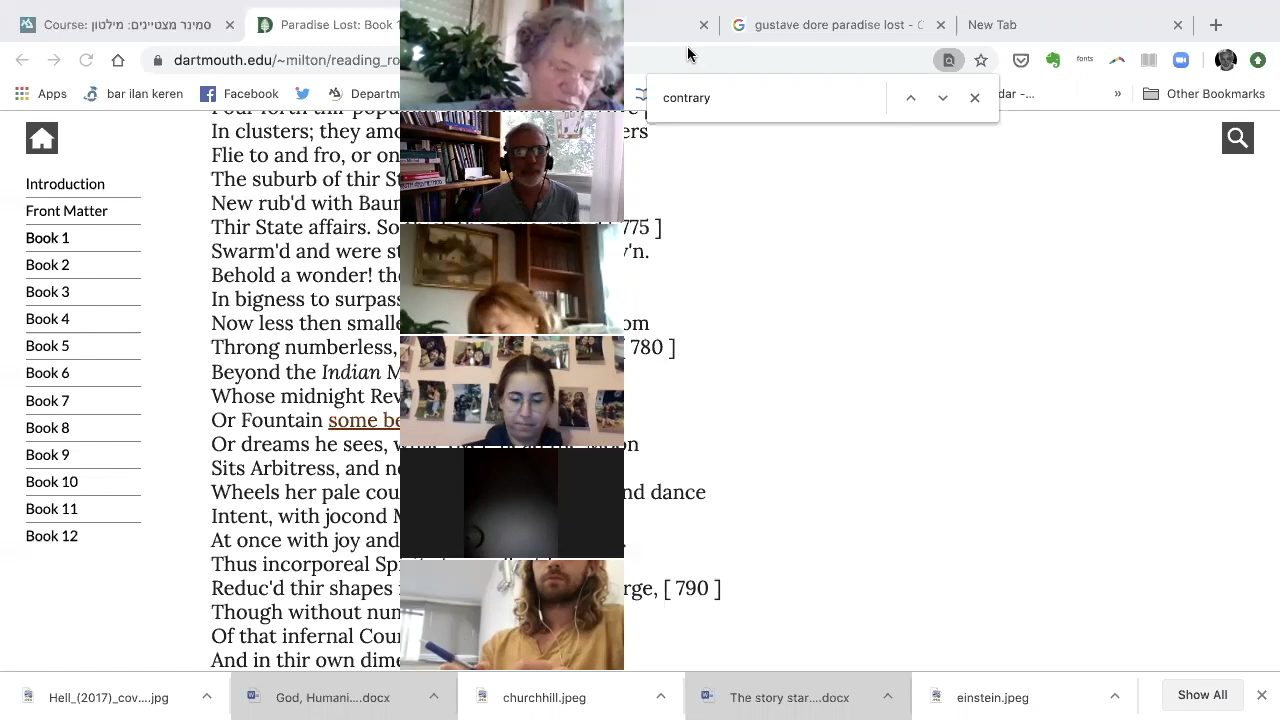 Course: סמינר מצטיינים: מילטון
Paradise Lost: Book 1
gustave dore paradise lost - G
New Tab
dartmouth.edu/~milton/reading_ro
fonts
Apps
bar ilan keren
Facebook
Departm
dar -...
»
Other Bookmarks
contrary
Introduction
Front Matter
Book 1
Book 2
Book 3
Book 4
Book 5
Book 6
Book 7
Book 8
Book 9
Book 10
Book 11
Book 12
In clusters; they amo ers
Flie to and fro, or on
The suburb of thir St
New rub'd with Baum
Thir State affairs. So 775 ]
Swarm'd and were st v'n.
Behold a wonder! the
In bigness to surpass
Now less then smalle om
Throng numberless, [ 780 ]
Beyond the Indian M
Whose midnight Rev
Or Fountain some be
Or dreams he sees, on
Sits Arbitress, and ne
Wheels her pale cou nd dance
Intent, with jocond M
At once with joy and
Thus incorporeal Spi
Reduc'd thir shapes rge, [ 790 ]
Though without num
Of that infernal Cour
And in thir own dime
Hell_(2017)_cov....jpg
God, Humani....docx
churchhill.jpeg
The story star....docx
einstein.jpeg
Show All